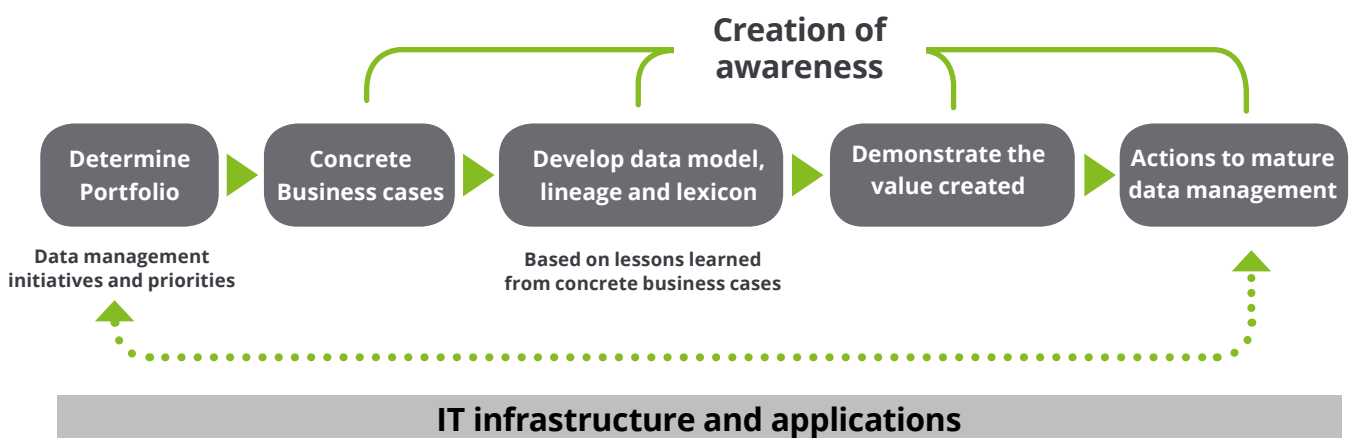 Creation of
awareness
Determine
Portfolio
Concrete
Business cases
Develop data model,
lineage and lexicon
Demonstrate the
value created
Actions to mature
data management
Data management
initiatives and priorities
Based on lessons learned
from concrete business cases
IT infrastructure and applications